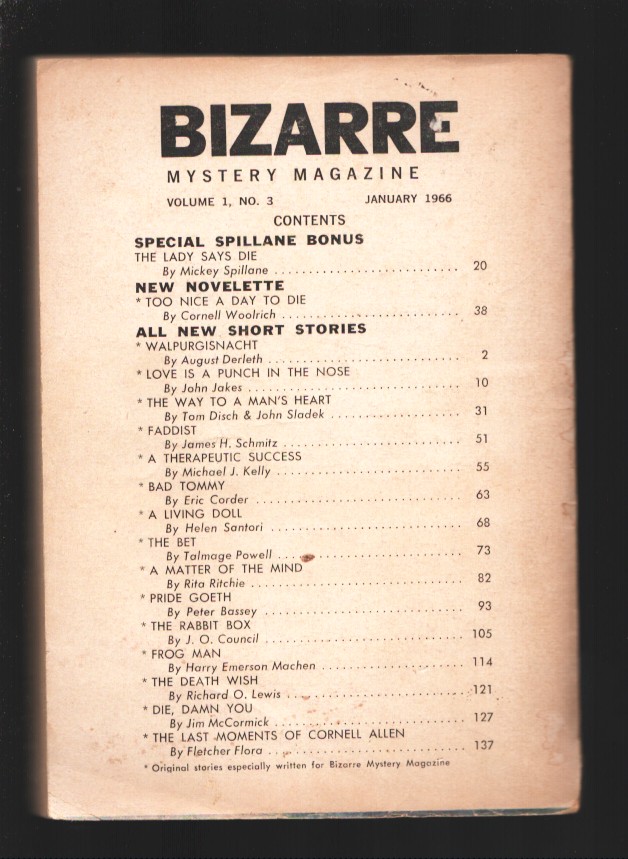 BIZARRE
MYSTERY MAGAZINE
VOLUME 1, NO. 3 JANUARY 1966
CONTENTS
SPECIAL SPILLANE BONUS
THE LADY SAYS DIE
By Mickey Spillane . . . . . . . . . . . . . . . . . . . . . . . . . . . 20
NEW NOVELETTE
* TOO NICE A DAY TO DIE
By Cornell Woolrich . . . . . . . . . . . . . . . . . . . . . . . . . . 38
ALL NEW SHORT STORIES
* WALPURGISNACHT
By August Derleth . . . . . . . . . . . . . . . . . . . . . . . . . . . . 2
* LOVE IS A PUNCH IN THE NOSE
By John Jakes . . . . . . . . . . . . . . . . . . . . . . . . . . . . . . . 10
* THE WAY TO A MAN'S HEART
By Tom Disch & John Sladek . . . . . . . . . . . . . . . . . . . 31
* FADDIST
By James H. Schmitz . . . . . . . . . . . . . . . . . . . . . . . . . . 51
* A THERAPEUTIC SUCCESS
By Michael J. Kelly . . . . . . . . . . . . . . . . . . . . . . . . . . . 55
* BAD TOMMY
By Eric Corder . . . . . . . . . . . . . . . . . . . . . . . . . . . . . . 63
* A LIVING DOLL
By Helen Santori . . . . . . . . . . . . . . . . . . . . . . . . . . . . 68
* THE BET
By Talmage Powell . . . . . . . . . . . . . . . . . . . . . . . . . . . 73
* A MATTER OF THE MIND
By Rita Ritchie . . . . . . . . . . . . . . . . . . . . . . . . . . . . . . 82
* PRIDE GOETH
By Peter Bassey . . . . . . . . . . . . . . . . . . . . . . . . . . . . . 93
* THE RABBIT BOX
By J. O. Council . . . . . . . . . . . . . . . . . . . . . . . . . . . . . 105
* FROG MAN
By Harry Emerson Machen . . . . . . . . . . . . . . . . . . . . . 114
* THE DEATH WISH
By Richard O. Lewis . . . . . . . . . . . . . . . . . . . . . . . . . . 121
* DIE, DAMN YOU
By Jim McCormick . . . . . . . . . . . . . . . . . . . . . . . . . . . . 127
* THE LAST MOMENTS OF CORNELL ALLEN
By Fletcher Flora . . . . . . . . . . . . . . . . . . . . . . . . . . . . . 137
* Original stories especially written for Bizarre Mystery Magazine